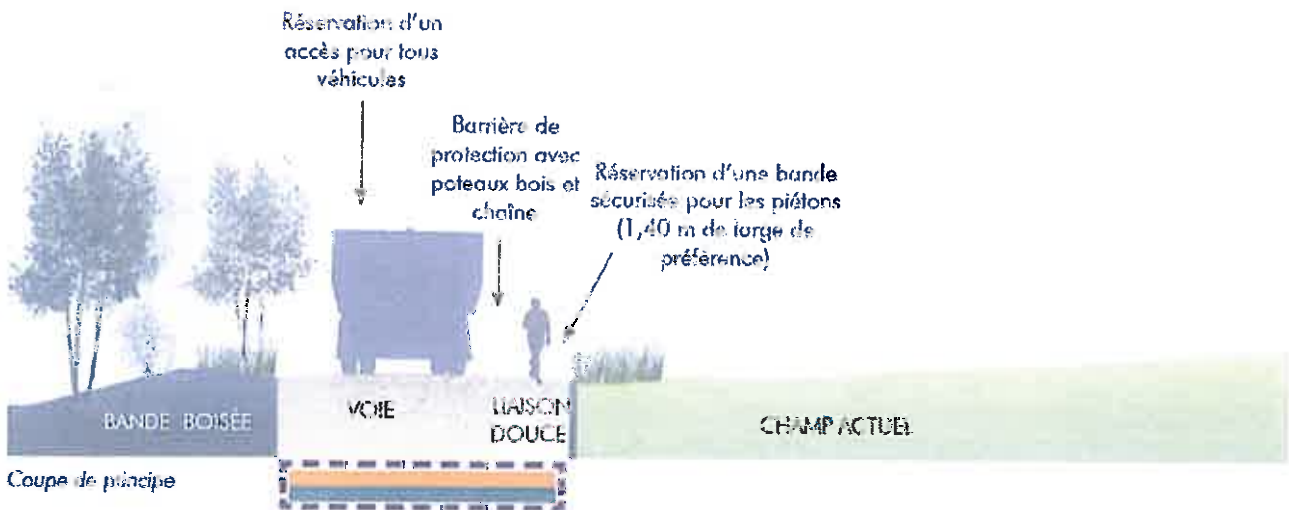 Réservation d'un
accès pour tous
véhicules
Barrière de
protection avec
poteaux bois et
chaîne
Réservation d'une bande
sécurisée pour les piétons
(1,40 m de large de
préférence)
BANDE BOISÉE
VOIE
LIAISON
DOUCE
CHAMP ACTUEL
Coupe de principe